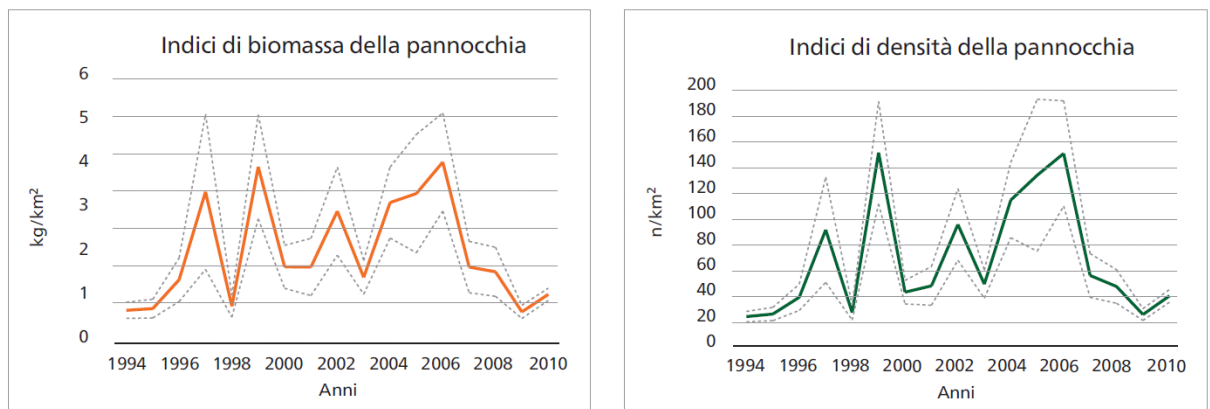 Indici di biomassa della pannocchia
6
5
4
3
2
1
0
kg/km²
1994 1996 1998 2000 2002 2004 2006 2008 2010
Anni
Indici di densità della pannocchia
200
180
160
140
120
100
80
60
40
20
0
n/km²
1994 1996 1998 2000 2002 2004 2006 2008 2010
Anni